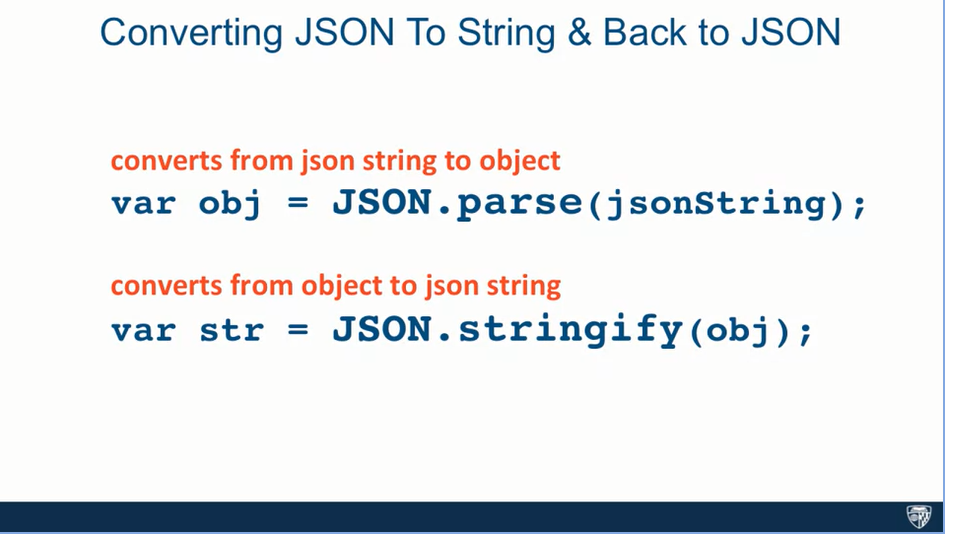 Converting JSON To String & Back to JSON
converts from json string to object
var obj = JSON.parse(jsonString);
converts from object to json string
var str = JSON.stringify(obj);